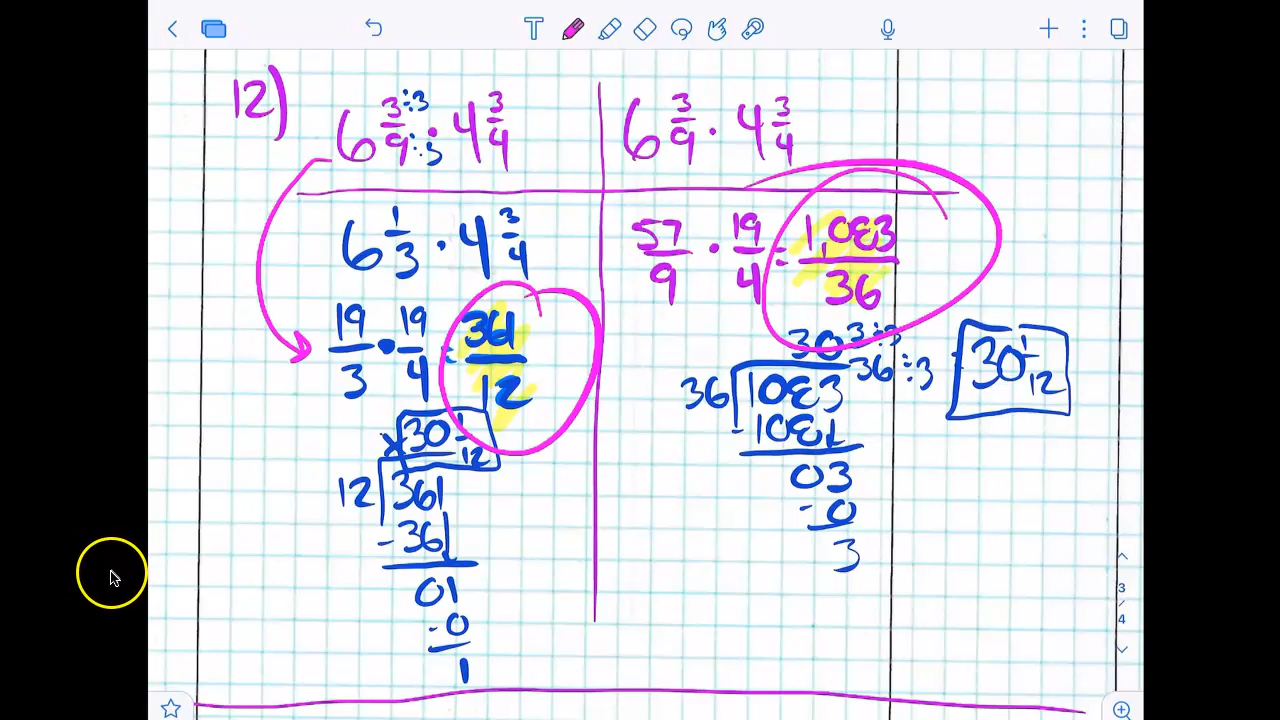 12)
6 3/9 ÷3 ÷3 · 4 3/4
6 1/3 · 4 3/4
19/3 · 19/4 = 361/12
30 1/12
12 361
-36
01
-0
1
6 3/9 · 4 3/4
57/9 · 19/4 = 1,083/36
30 3÷3/36÷3 = 30 1/12
36 1083
-108
03
-0
3
T
3/4